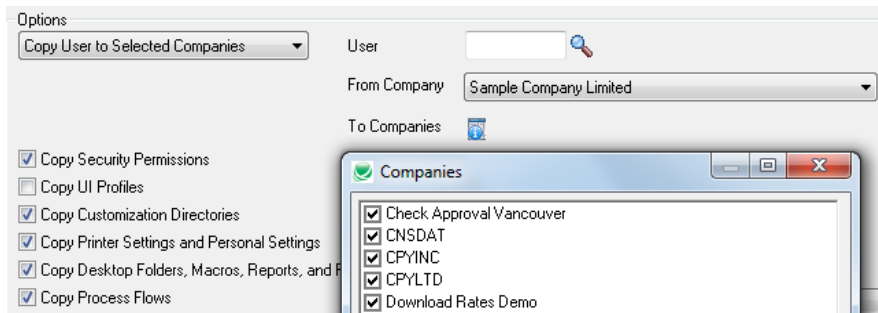 Options
Copy User to Selected Companies
User
From Company
Sample Company Limited
To Companies
Copy Security Permissions
Copy UI Profiles
Copy Customization Directories
Copy Printer Settings and Personal Settings
Copy Desktop Folders, Macros, Reports, and
Copy Process Flows
Companies
Check Approval Vancouver
CNSDAT
CPYINC
CPYLTD
Download Rates Demo